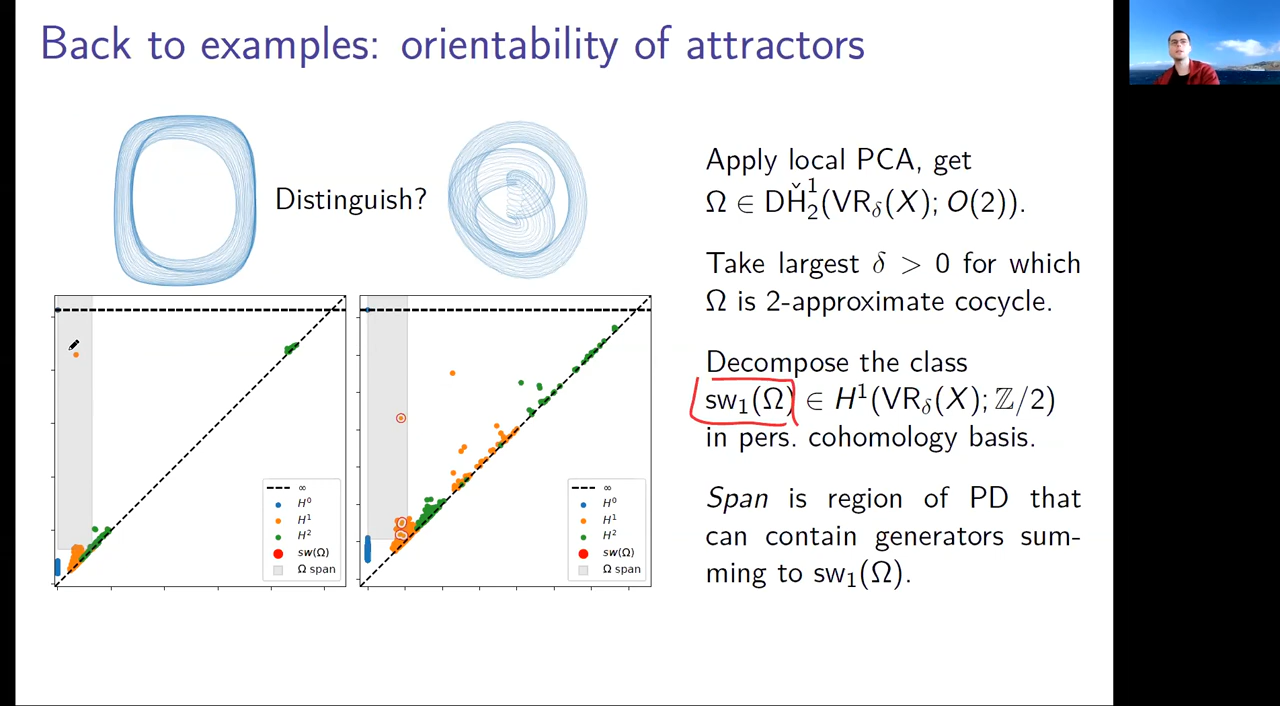 Back to examples: orientability of attractors
Distinguish?
∞
H⁰
H¹
H²
sw(Ω)
Ω span
∞
H⁰
H¹
H²
sw(Ω)
Ω span
Apply local PCA, get
Ω ∈ DȞ¹₂(VR_δ(X); O(2)).
Take largest δ > 0 for which
Ω is 2-approximate cocycle.
Decompose the class
sw₁(Ω) ∈ H¹(VR_δ(X); ℤ/2)
in pers. cohomology basis.
Span is region of PD that
can contain generators sum-
ming to sw₁(Ω).